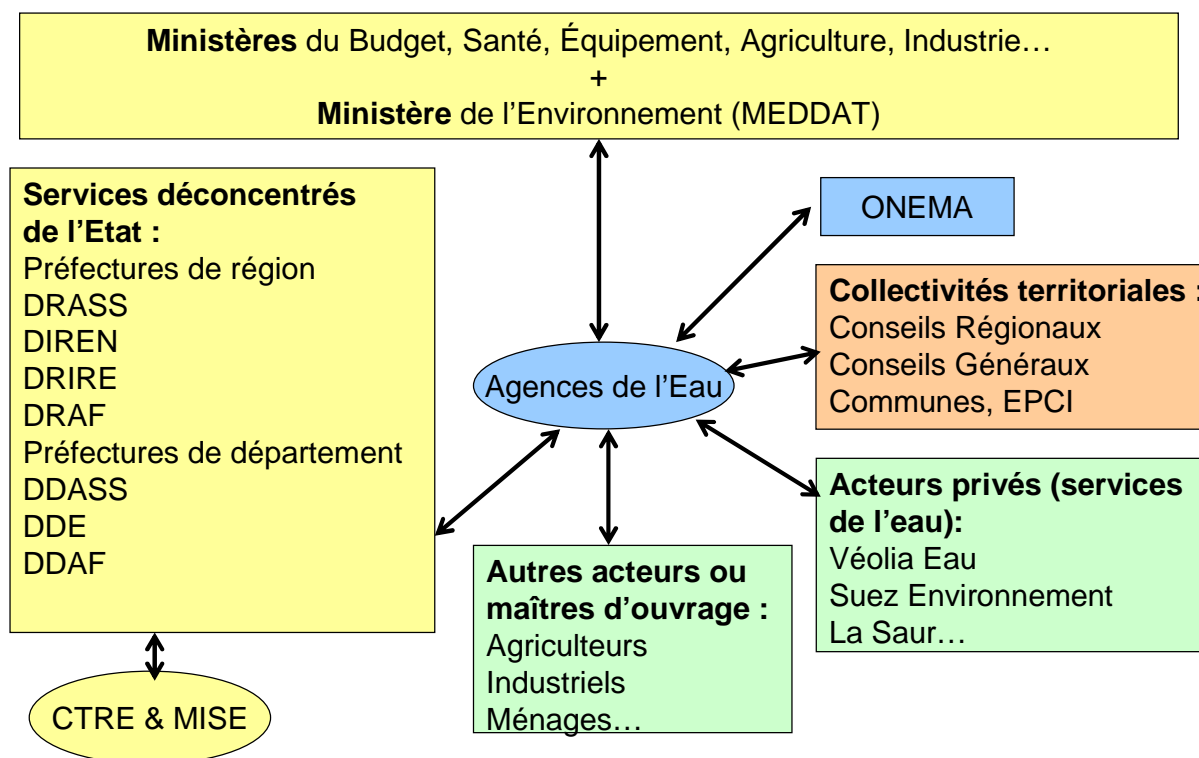 Ministères du Budget, Santé, Équipement, Agriculture, Industrie…
+
Ministère de l’Environnement (MEDDAT)
Services déconcentrés
de l’Etat :
Préfectures de région
DRASS
DIREN
DRIRE
DRAF
Préfectures de département
DDASS
DDE
DDAF
CTRE & MISE
Agences de l’Eau
ONEMA
Collectivités territoriales :
Conseils Régionaux
Conseils Généraux
Communes, EPCI
Acteurs privés (services
de l’eau):
Véolia Eau
Suez Environnement
La Saur…
Autres acteurs ou
maîtres d’ouvrage :
Agriculteurs
Industriels
Ménages…